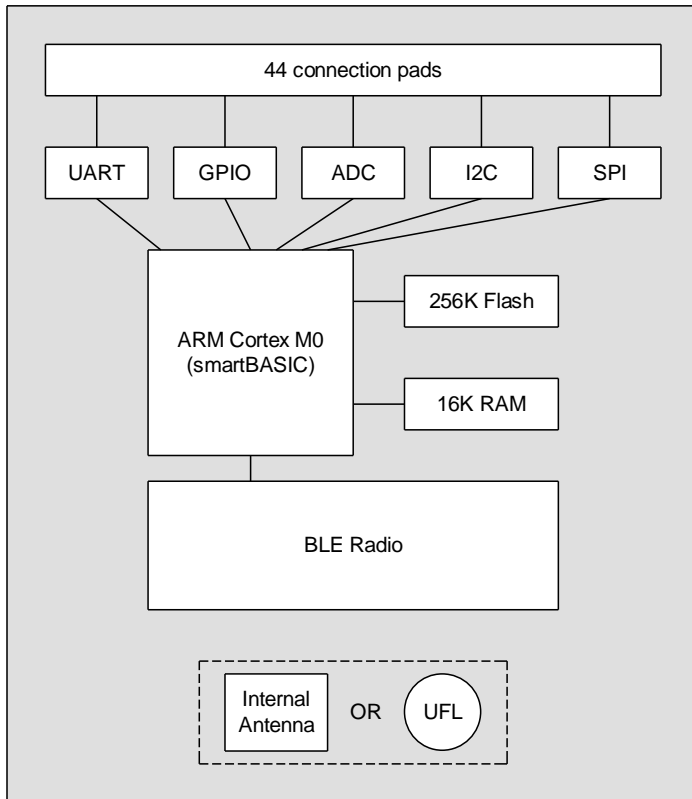 44 connection pads
UART
GPIO
ADC
I2C
SPI
ARM Cortex M0
(smartBASIC)
256K Flash
16K RAM
BLE Radio
Internal
Antenna
OR
UFL